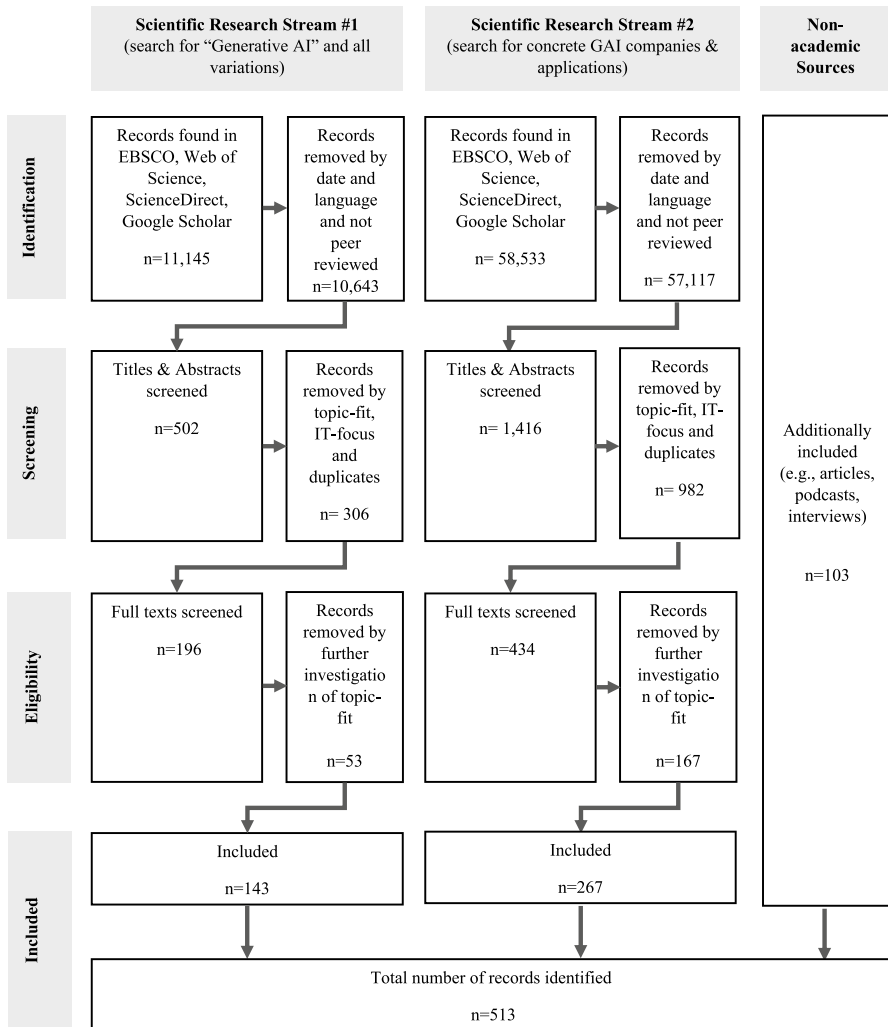 Scientific Research Stream #1
(search for “Generative AI” and all
variations)
Scientific Research Stream #2
(search for concrete GAI companies &
applications)
Non-
academic
Sources
Identification
Records found in
EBSCO, Web of
Science,
ScienceDirect,
Google Scholar
n=11,145
Records
removed by
date and
language
and not
peer
reviewed
n=10,643
Records found in
EBSCO, Web of
Science,
ScienceDirect,
Google Scholar
n= 58,533
Records
removed by
date and
language
and not peer
reviewed
n= 57,117
Screening
Titles & Abstracts
screened
n=502
Records
removed by
topic-fit,
IT-focus
and
duplicates
n= 306
Titles & Abstracts
screened
n= 1,416
Records
removed by
topic-fit, IT-
focus and
duplicates
n= 982
Additionally
included
(e.g., articles,
podcasts,
interviews)
n=103
Eligibility
Full texts screened
n=196
Records
removed by
further
investigatio
n of topic-
fit
n=53
Full texts screened
n=434
Records
removed by
further
investigatio
n of topic-
fit
n=167
Included
Included
n=143
Included
n=267
Total number of records identified
n=513